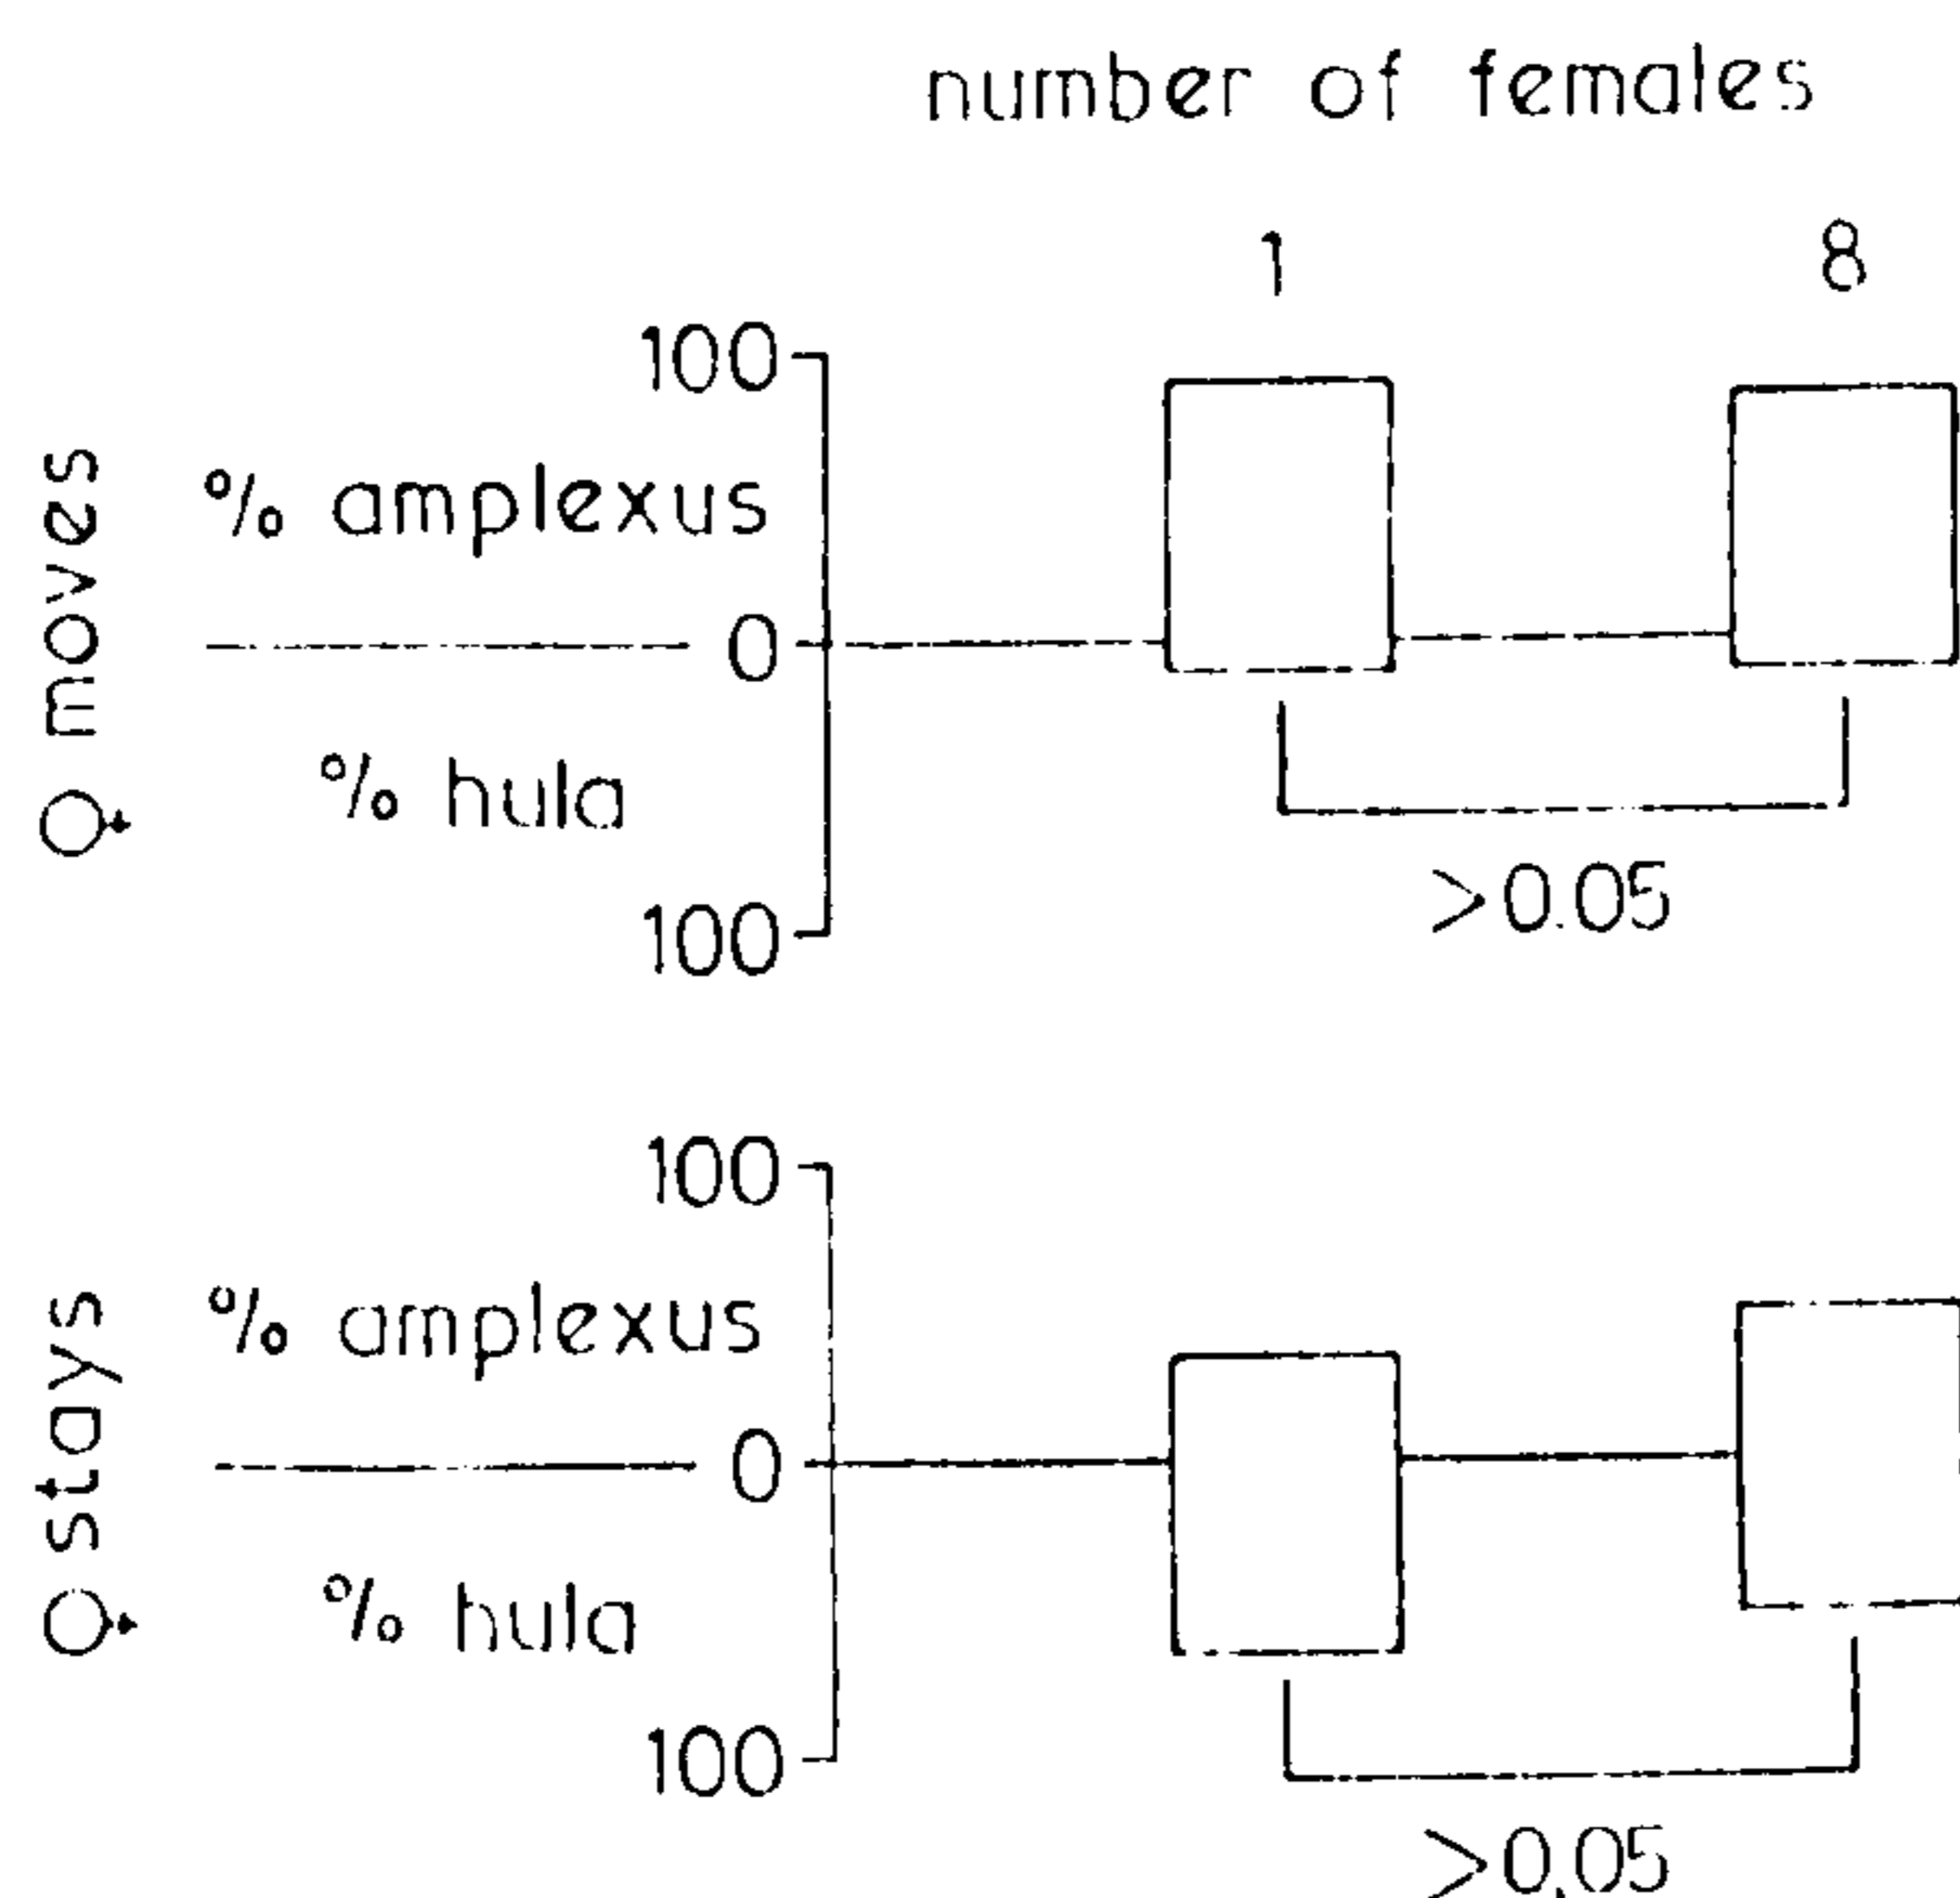 number of females
1 8
100
% amplexus
0
% hula
100
♀ moves
>0.05
100
% amplexus
0
% hula
100
♀ stays
>0.05